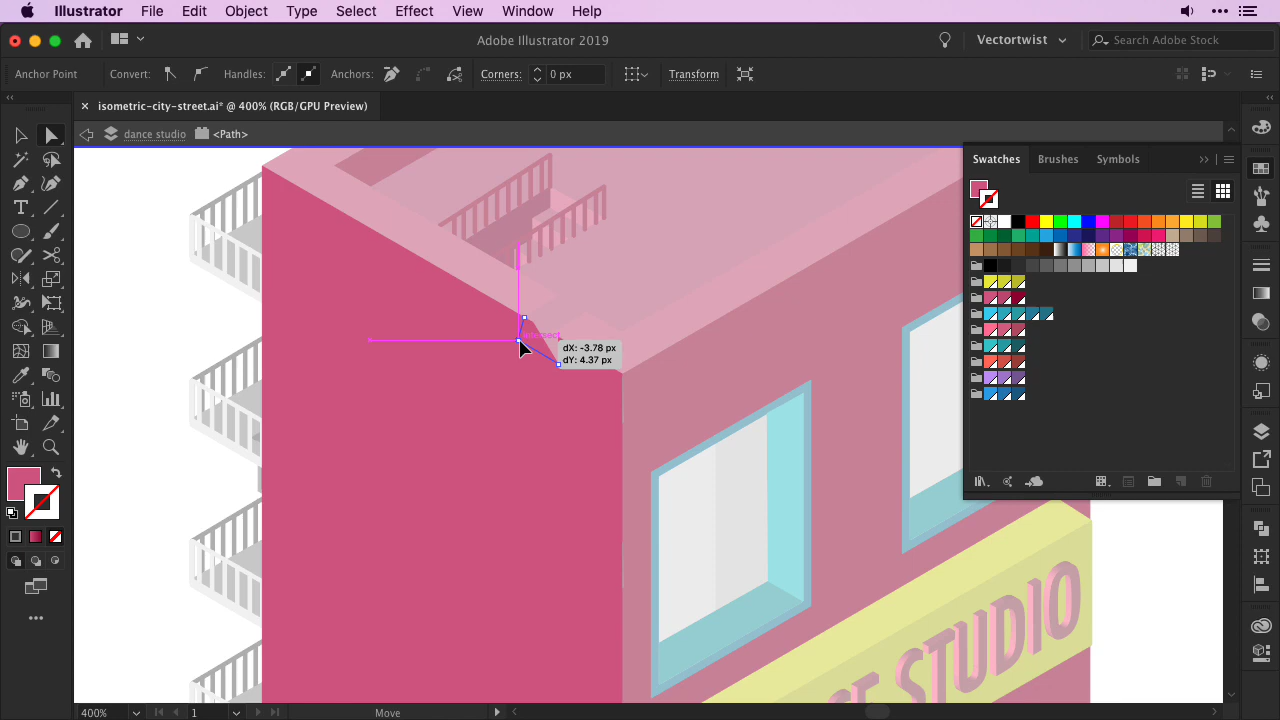 Illustrator File Edit Object Type Select Effect View Window Help
Adobe Illustrator 2019
Vectortwist
Search Adobe Stock
Anchor Point Convert: Handles: Anchors: Corners: 0 px Transform
isometric-city-street.ai* @ 400% (RGB/GPU Preview)
dance studio <Path>
Swatches Brushes Symbols
intersect
dX: -3.78 px
dY: 4.37 px
STUDIO
400% 1 Move